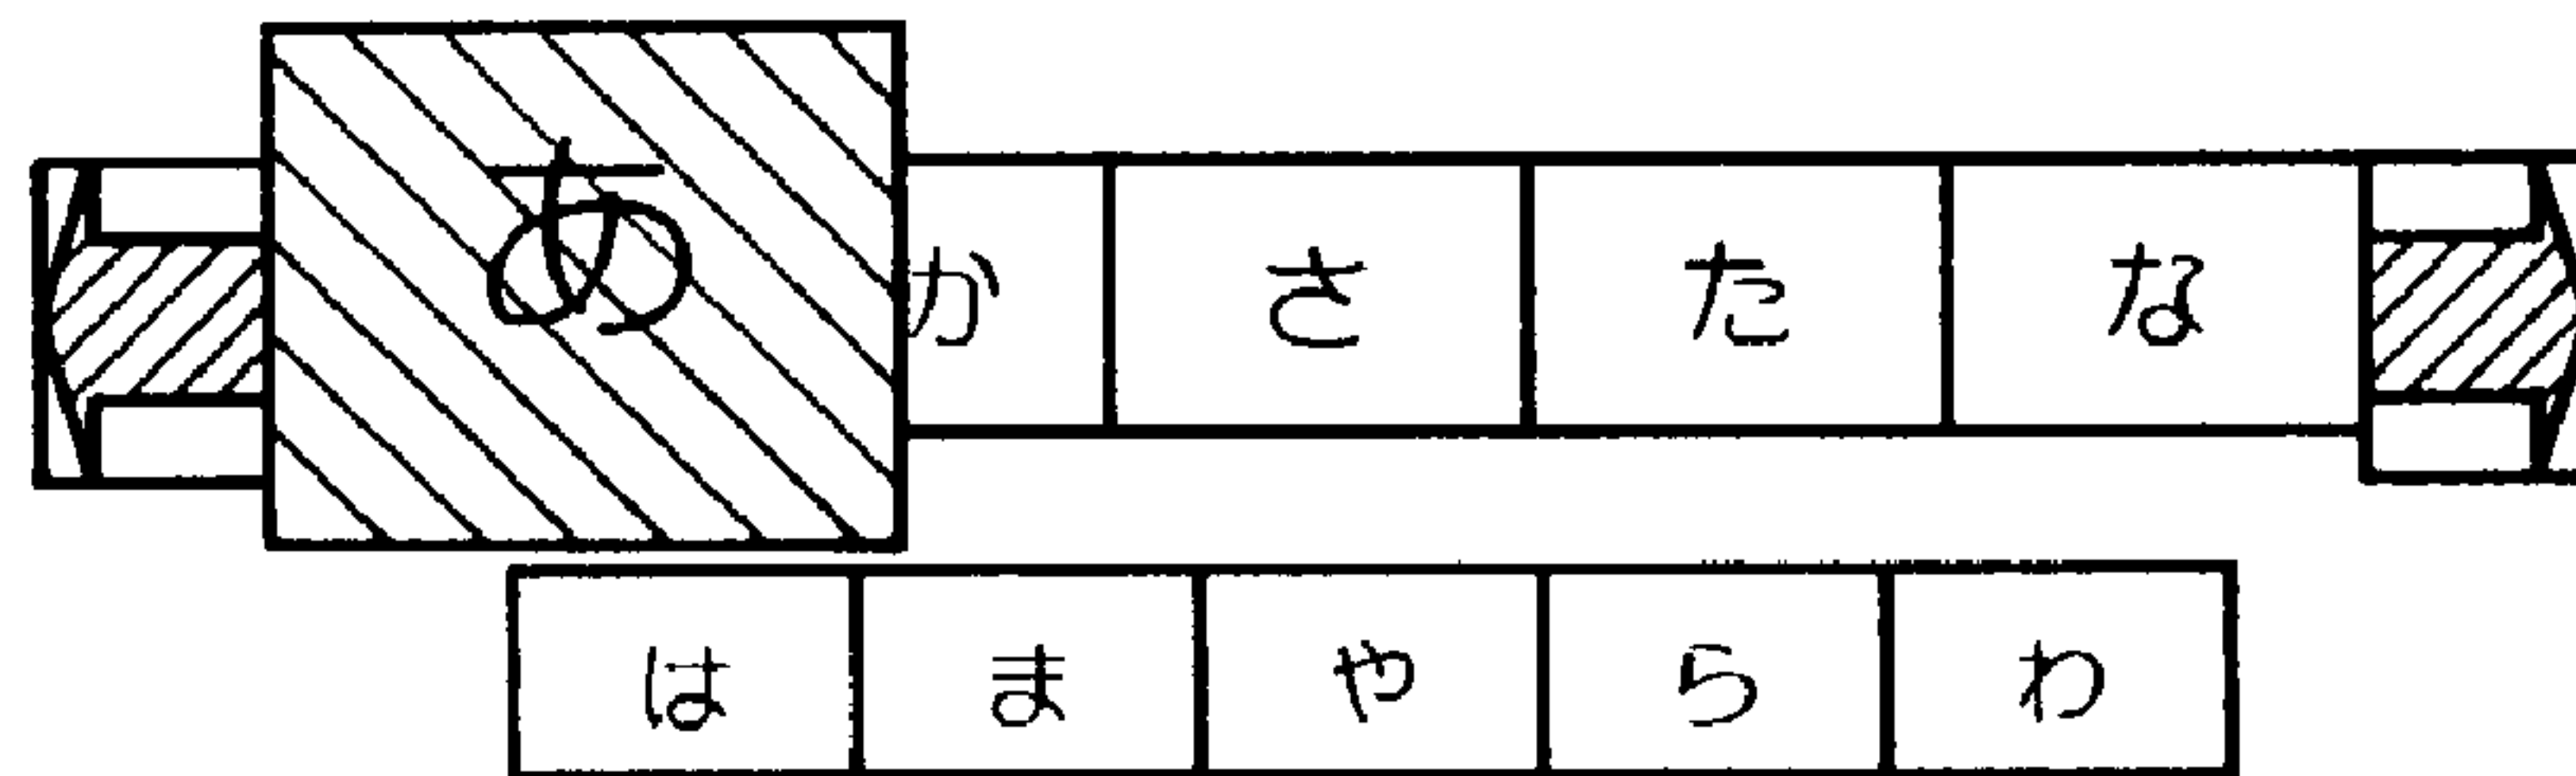 あ か さ た な
は ま や ら わ